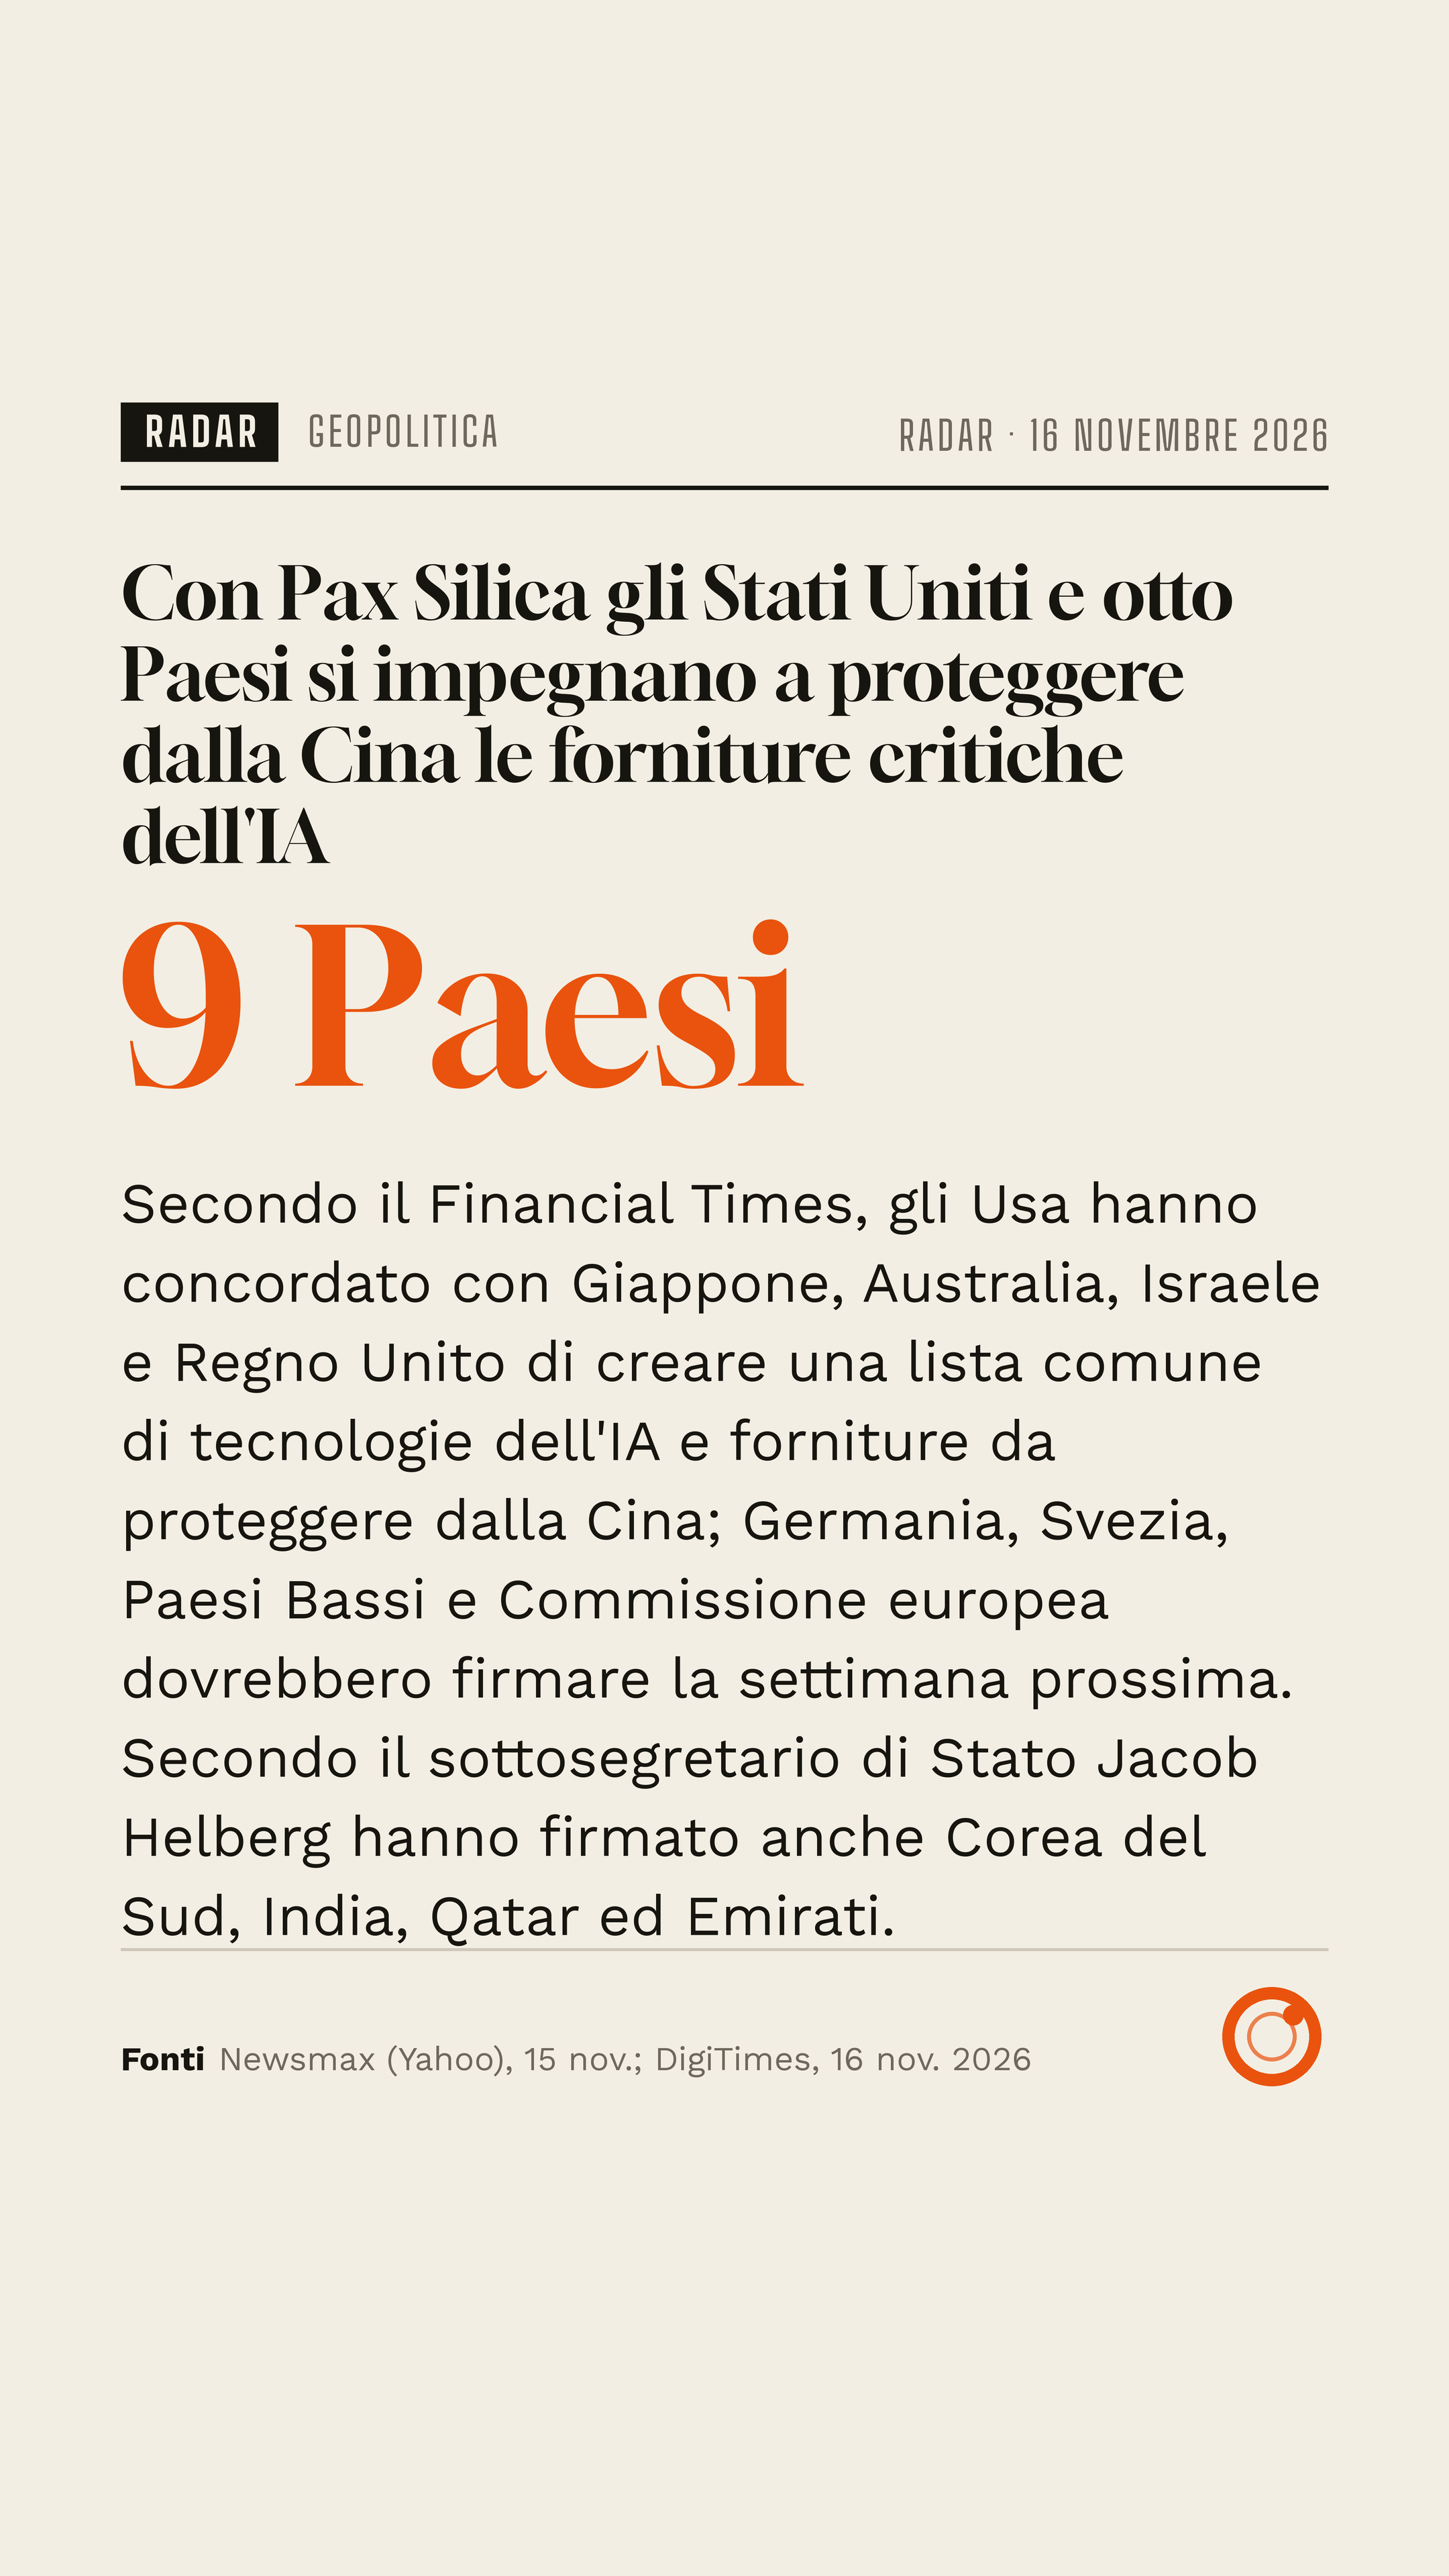 RADAR GEOPOLITICA RADAR · 16 NOVEMBRE 2026
Con Pax Silica gli Stati Uniti e otto
Paesi si impegnano a proteggere
dalla Cina le forniture critiche
dell'IA
9 Paesi
Secondo il Financial Times, gli Usa hanno
concordato con Giappone, Australia, Israele
e Regno Unito di creare una lista comune
di tecnologie dell'IA e forniture da
proteggere dalla Cina; Germania, Svezia,
Paesi Bassi e Commissione europea
dovrebbero firmare la settimana prossima.
Secondo il sottosegretario di Stato Jacob
Helberg hanno firmato anche Corea del
Sud, India, Qatar ed Emirati.
Fonti Newsmax (Yahoo), 15 nov.; DigiTimes, 16 nov. 2026